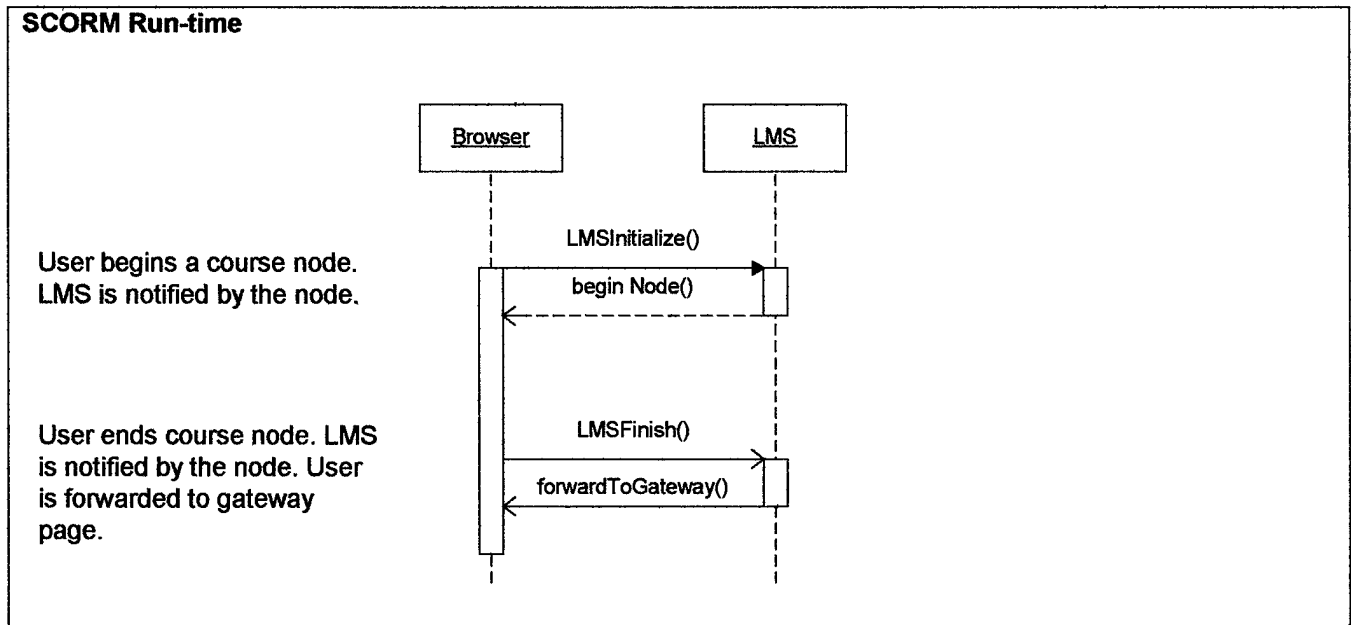 SCORM Run-time
Browser
LMS
LMSInitialize()
User begins a course node.
LMS is notified by the node.
begin Node()
LMSFinish()
User ends course node. LMS
is notified by the node. User
is forwarded to gateway
page.
forwardToGateway()